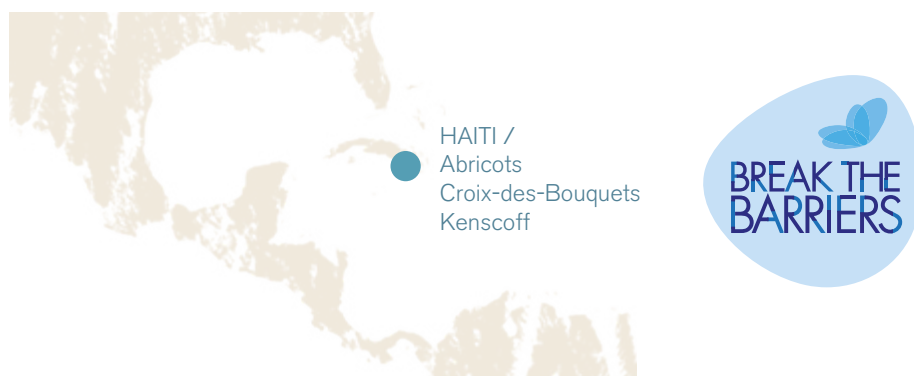 HAITI /
Abricots
Croix-des-Bouquets
Kenscoff
BREAK THE
BARRIERS